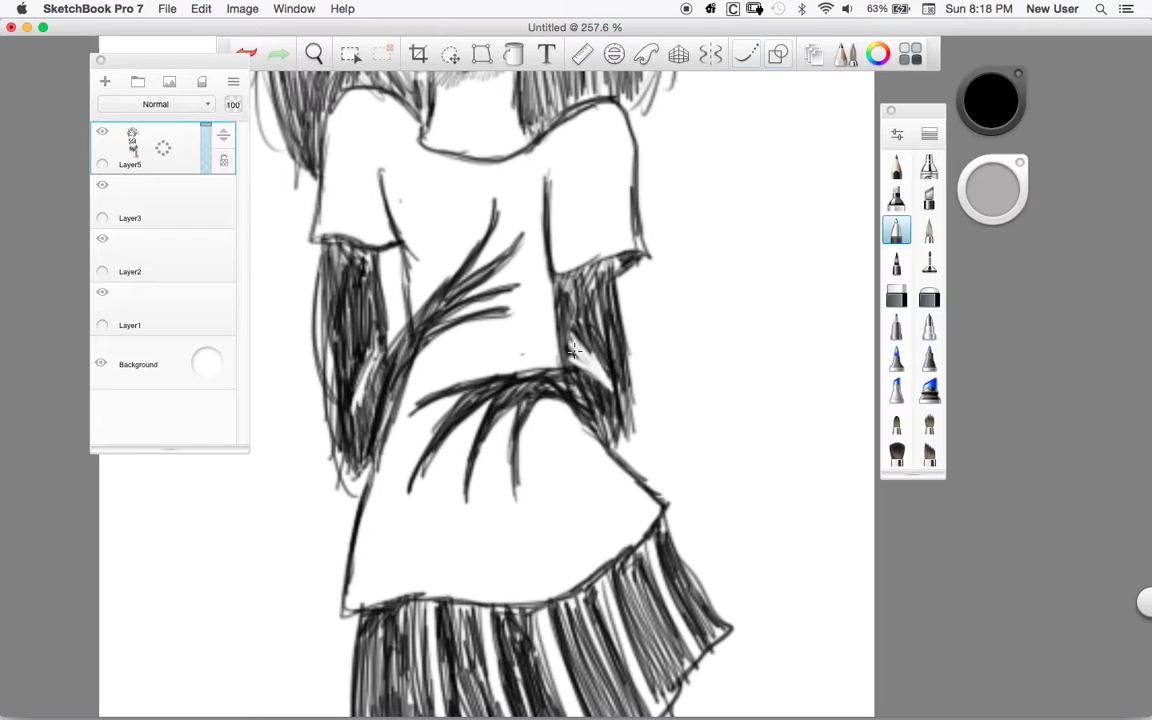 SketchBook Pro 7 File Edit Image Window Help 63% Sun 8:18 PM New User
Untitled @ 257.6 %
Normal 100
Layer5
Layer3
Layer2
Layer1
Background